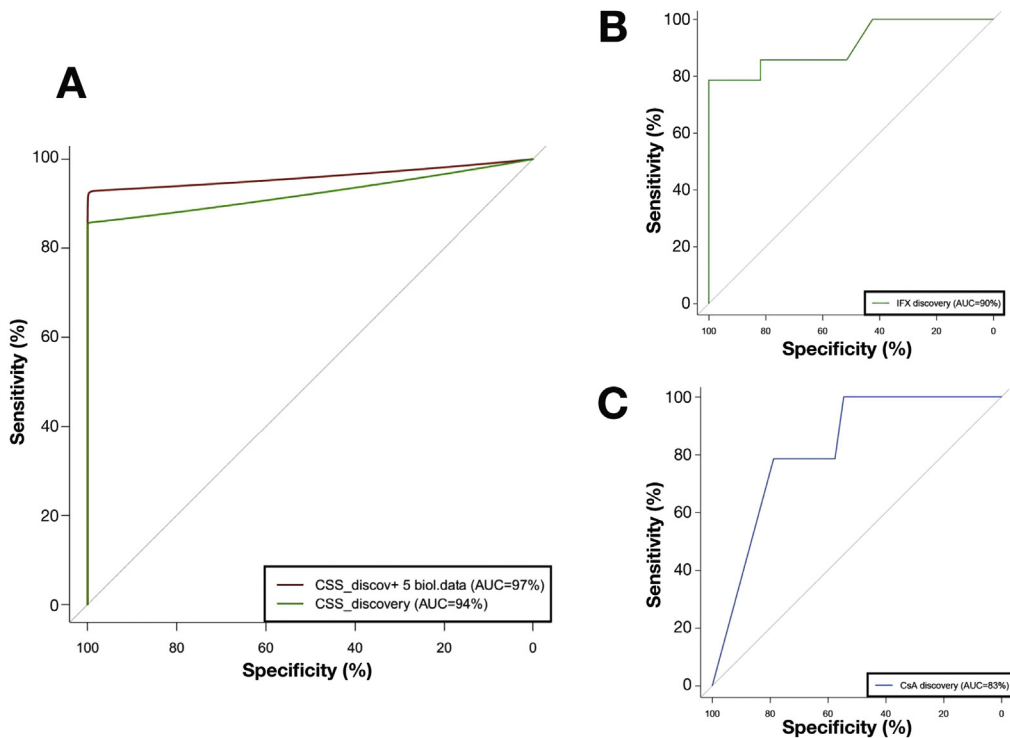 A
100
80
60
40
20
0
Sensitivity (%)
CSS_discov+ 5 biol.data (AUC=97%)
CSS_discovery (AUC=94%)
100 80 60 40 20 0
Specificity (%)
B
100
80
60
40
20
0
Sensitivity (%)
IFX discovery (AUC=90%)
100 80 60 40 20 0
Specificity (%)
C
100
80
60
40
20
0
Sensitivity (%)
CsA discovery (AUC=83%)
100 80 60 40 20 0
Specificity (%)